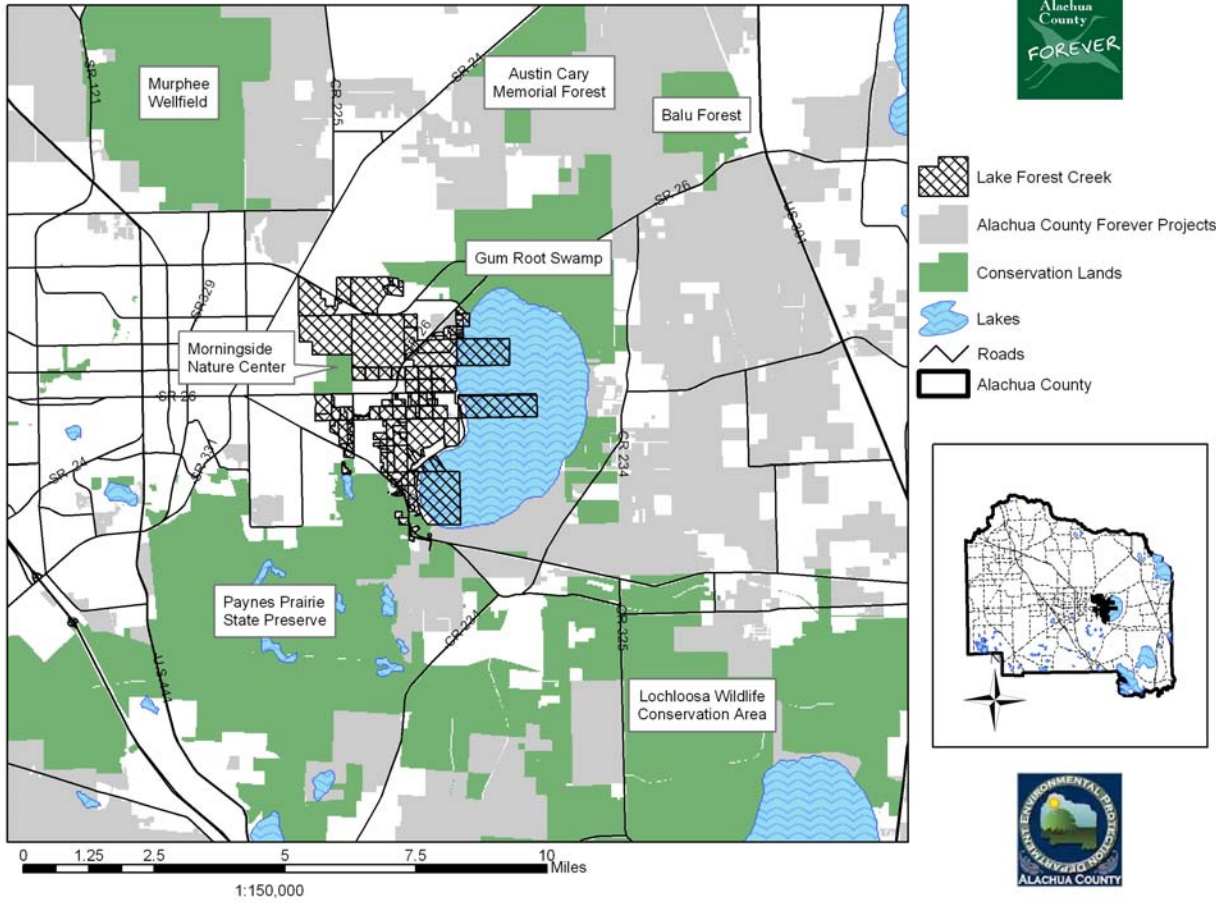 Alachua
County
FOREVER
SR 121
CR 225
SR 24
Murphee
Wellfield
Austin Cary
Memorial Forest
Balu Forest
SR 26
US 301
Lake Forest Creek
Alachua County Forever Projects
Conservation Lands
Lakes
Roads
Alachua County
Gum Root Swamp
SR329
SR 26
Morningside
Nature Center
SR 26
SR 24
SR 331
CR 234
Paynes Prairie
State Preserve
CR 234
CR 325
U S 441
Lochloosa Wildlife
Conservation Area
0 1.25 2.5 5 7.5 10
Miles
1:150,000
ENVIRONMENTAL PROTECTION DEPARTMENT
ALACHUA COUNTY